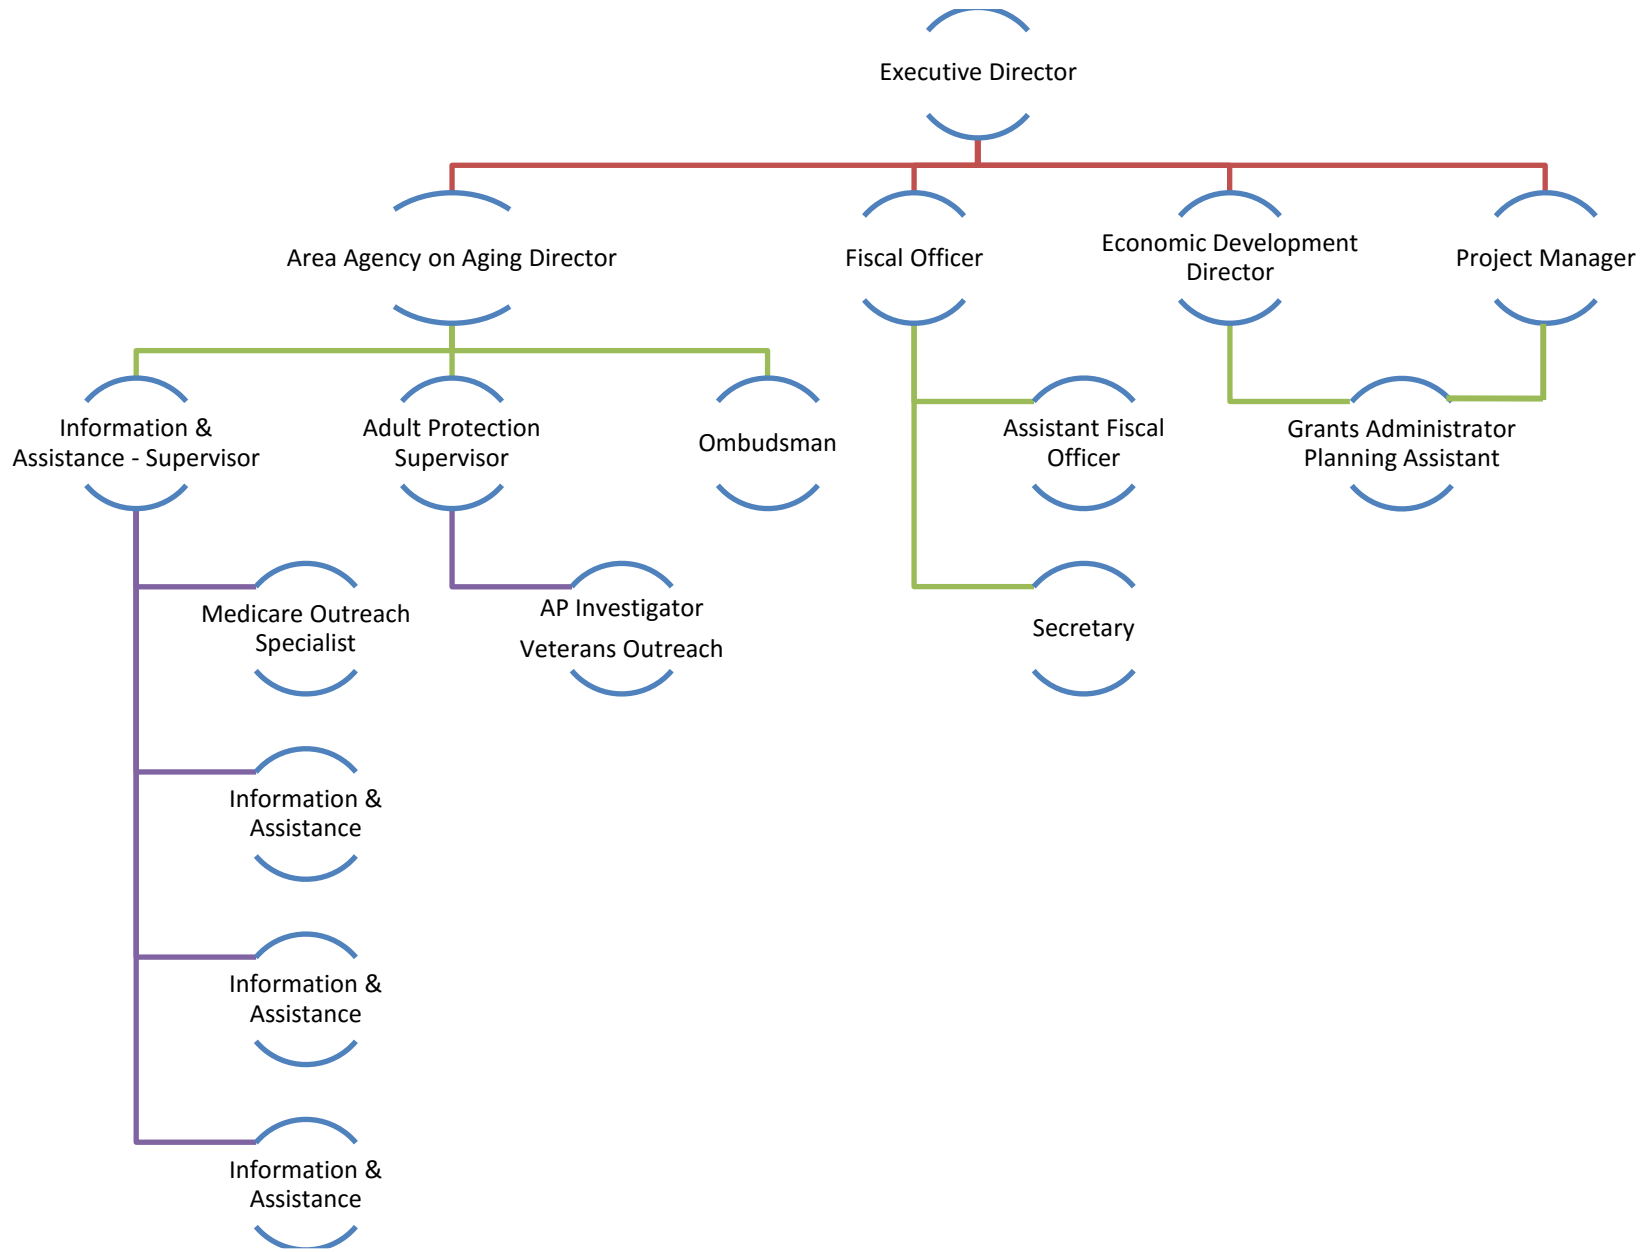 Executive Director
Area Agency on Aging Director
Fiscal Officer
Economic Development
Director
Project Manager
Information &
Assistance - Supervisor
Adult Protection
Supervisor
Ombudsman
Assistant Fiscal
Officer
Grants Administrator
Planning Assistant
Medicare Outreach
Specialist
AP Investigator
Veterans Outreach
Secretary
Information &
Assistance
Information &
Assistance
Information &
Assistance